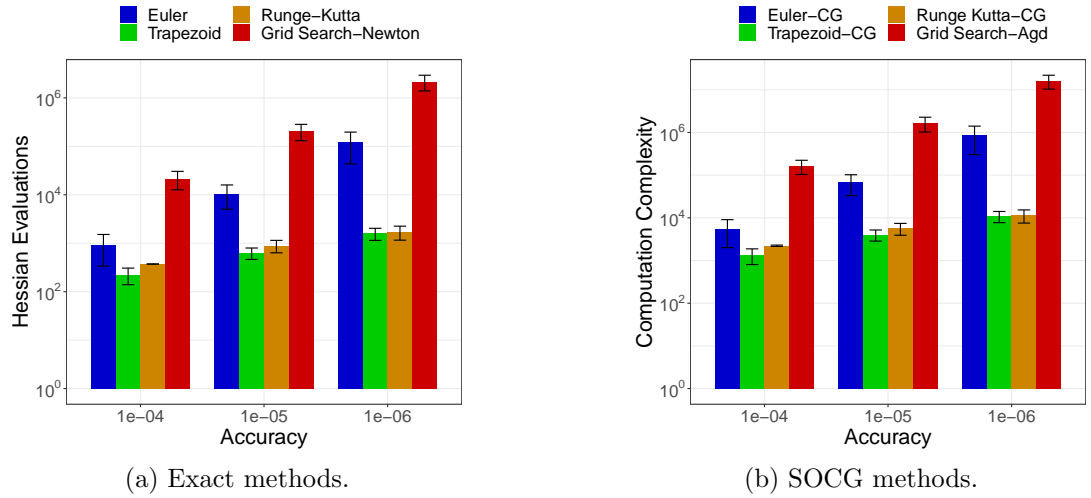 Euler
Runge−Kutta
Trapezoid
Grid Search−Newton
Hessian Evaluations
10^6
10^4
10^2
10^0
1e−04
1e−05
1e−06
Accuracy
(a) Exact methods.
Euler−CG
Runge Kutta−CG
Trapezoid−CG
Grid Search−Agd
Computation Complexity
10^6
10^4
10^2
10^0
1e−04
1e−05
1e−06
Accuracy
(b) SOCG methods.